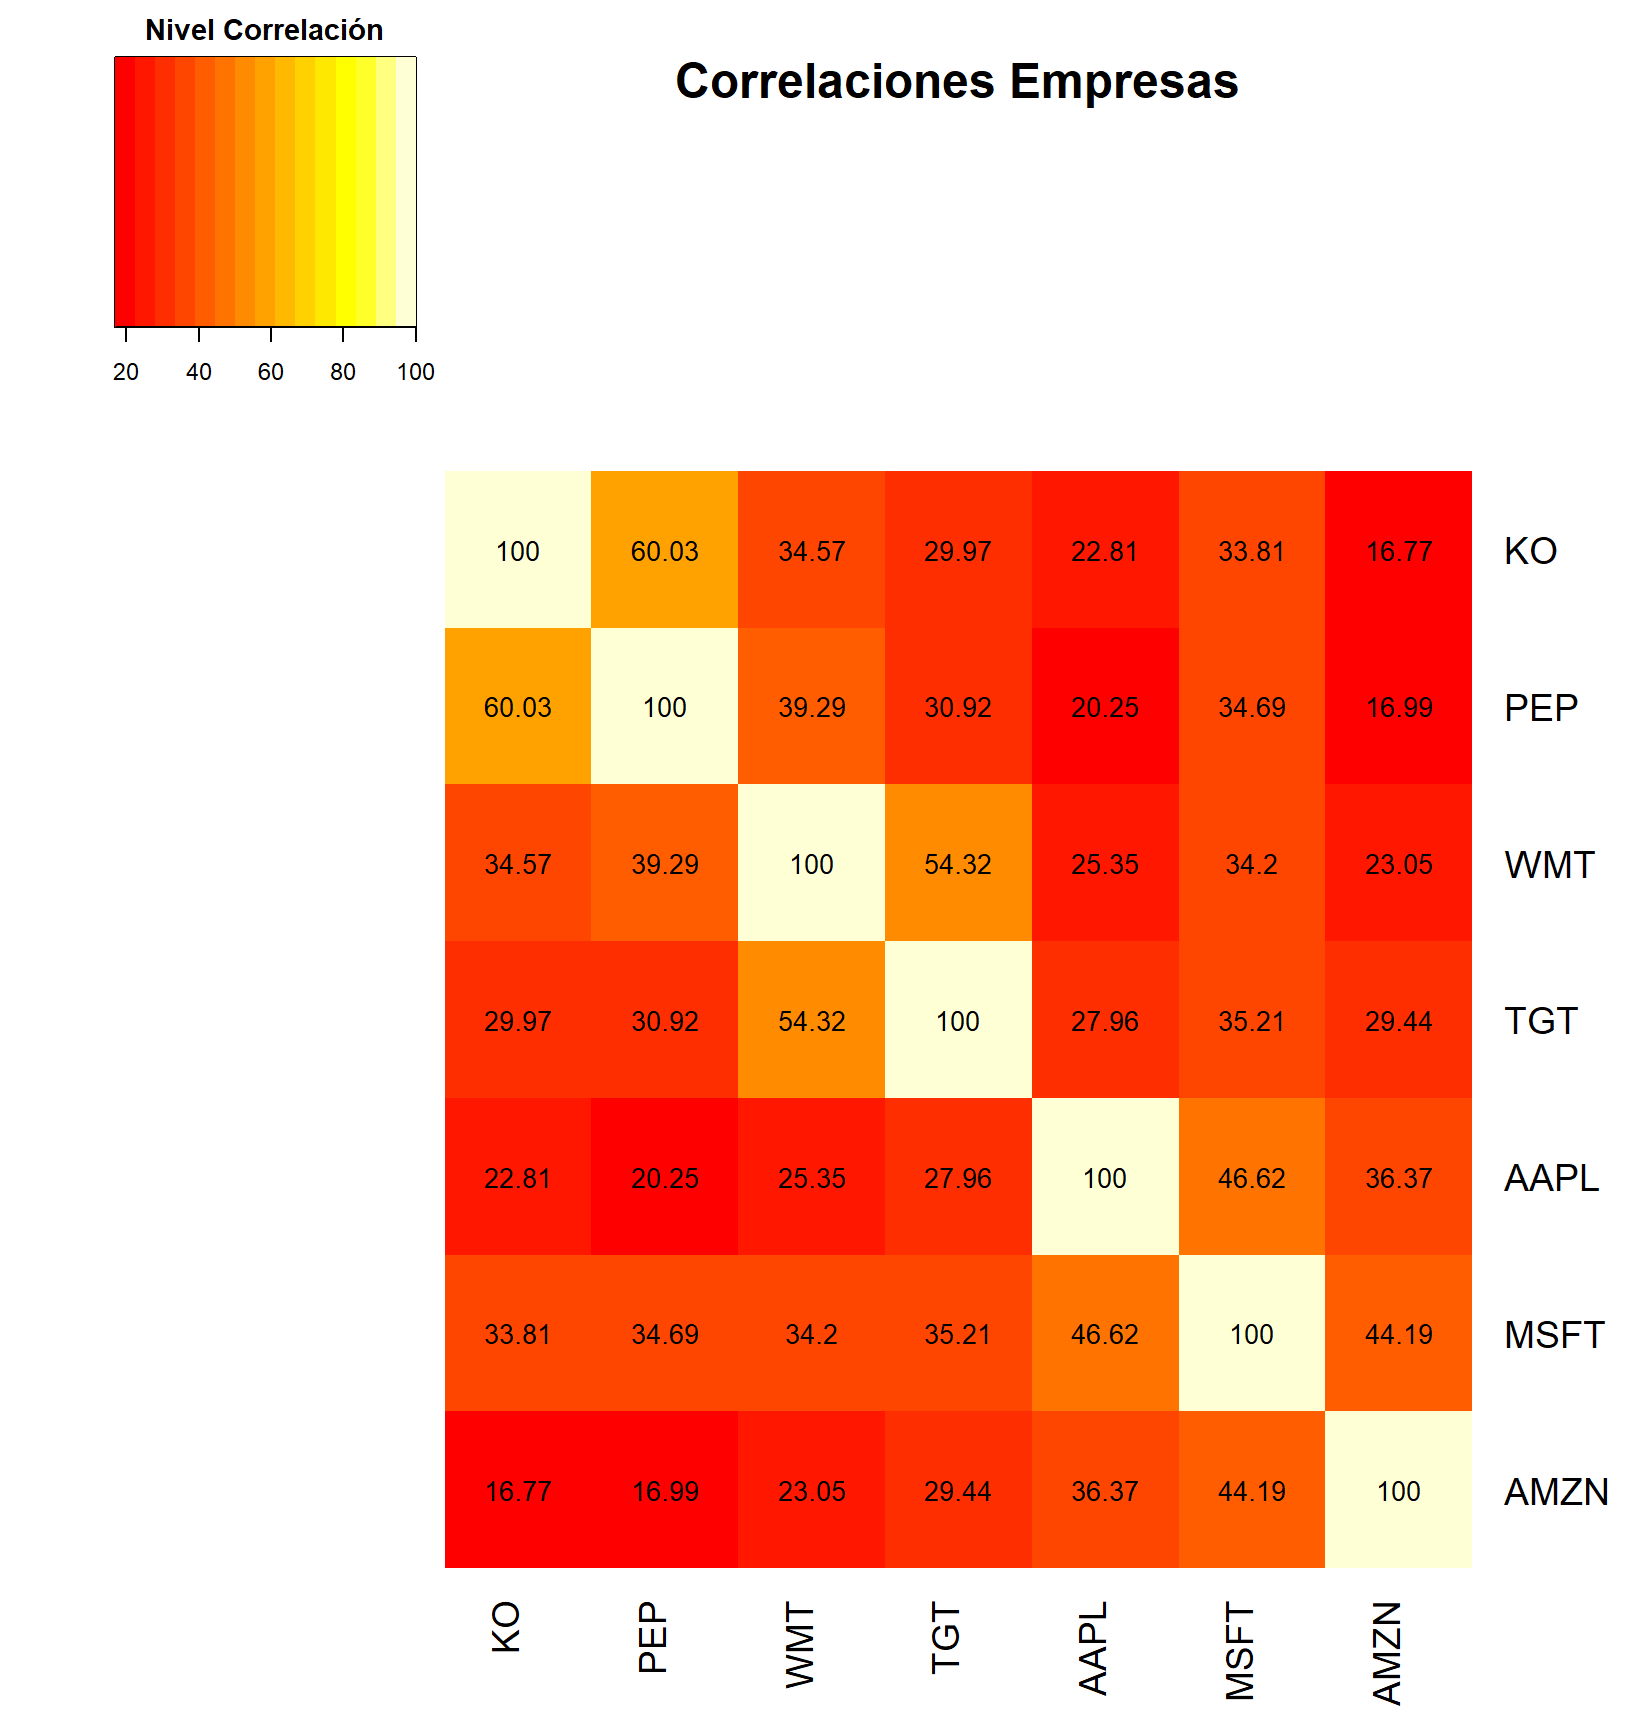 Nivel Correlación
Correlaciones Empresas
20 40 60 80 100
100 60.03 34.57 29.97 22.81 33.81 16.77 KO
60.03 100 39.29 30.92 20.25 34.69 16.99 PEP
34.57 39.29 100 54.32 25.35 34.2 23.05 WMT
29.97 30.92 54.32 100 27.96 35.21 29.44 TGT
22.81 20.25 25.35 27.96 100 46.62 36.37 AAPL
33.81 34.69 34.2 35.21 46.62 100 44.19 MSFT
16.77 16.99 23.05 29.44 36.37 44.19 100 AMZN
KO PEP WMT TGT AAPL MSFT AMZN